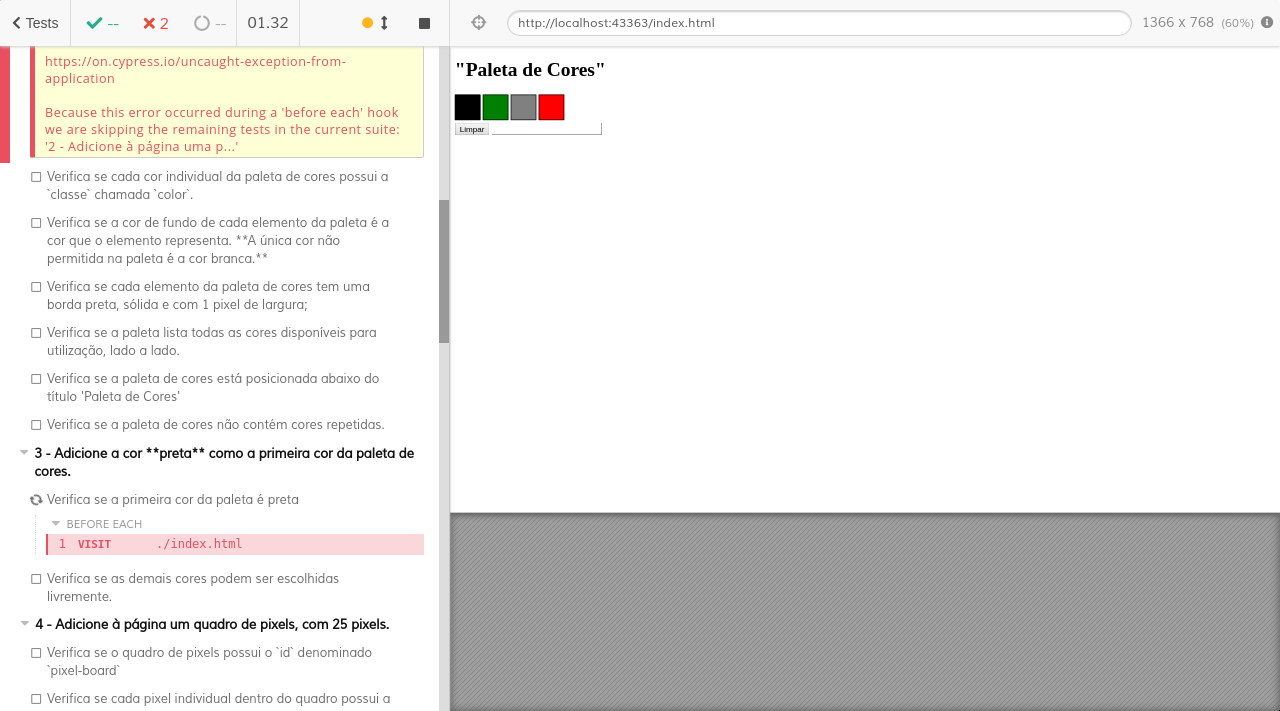 Tests
--
2
--
01.32
http://localhost:43363/index.html
1366 x 768 (60%)
https://on.cypress.io/uncaught-exception-from-
application
Because this error occurred during a 'before each' hook
we are skipping the remaining tests in the current suite:
'2 - Adicione à página uma p...'
Verifica se cada cor individual da paleta de cores possui a
`classe` chamada `color`.
Verifica se a cor de fundo de cada elemento da paleta é a
cor que o elemento representa. **A única cor não
permitida na paleta é a cor branca.**
Verifica se cada elemento da paleta de cores tem uma
borda preta, sólida e com 1 pixel de largura;
Verifica se a paleta lista todas as cores disponíveis para
utilização, lado a lado.
Verifica se a paleta de cores está posicionada abaixo do
título 'Paleta de Cores'
Verifica se a paleta de cores não contém cores repetidas.
3 - Adicione a cor **preta** como a primeira cor da paleta de
cores.
Verifica se a primeira cor da paleta é preta
BEFORE EACH
1 VISIT ./index.html
Verifica se as demais cores podem ser escolhidas
livremente.
4 - Adicione à página um quadro de pixels, com 25 pixels.
Verifica se o quadro de pixels possui o `id` denominado
`pixel-board`
Verifica se cada pixel individual dentro do quadro possui a
"Paleta de Cores"
Limpar